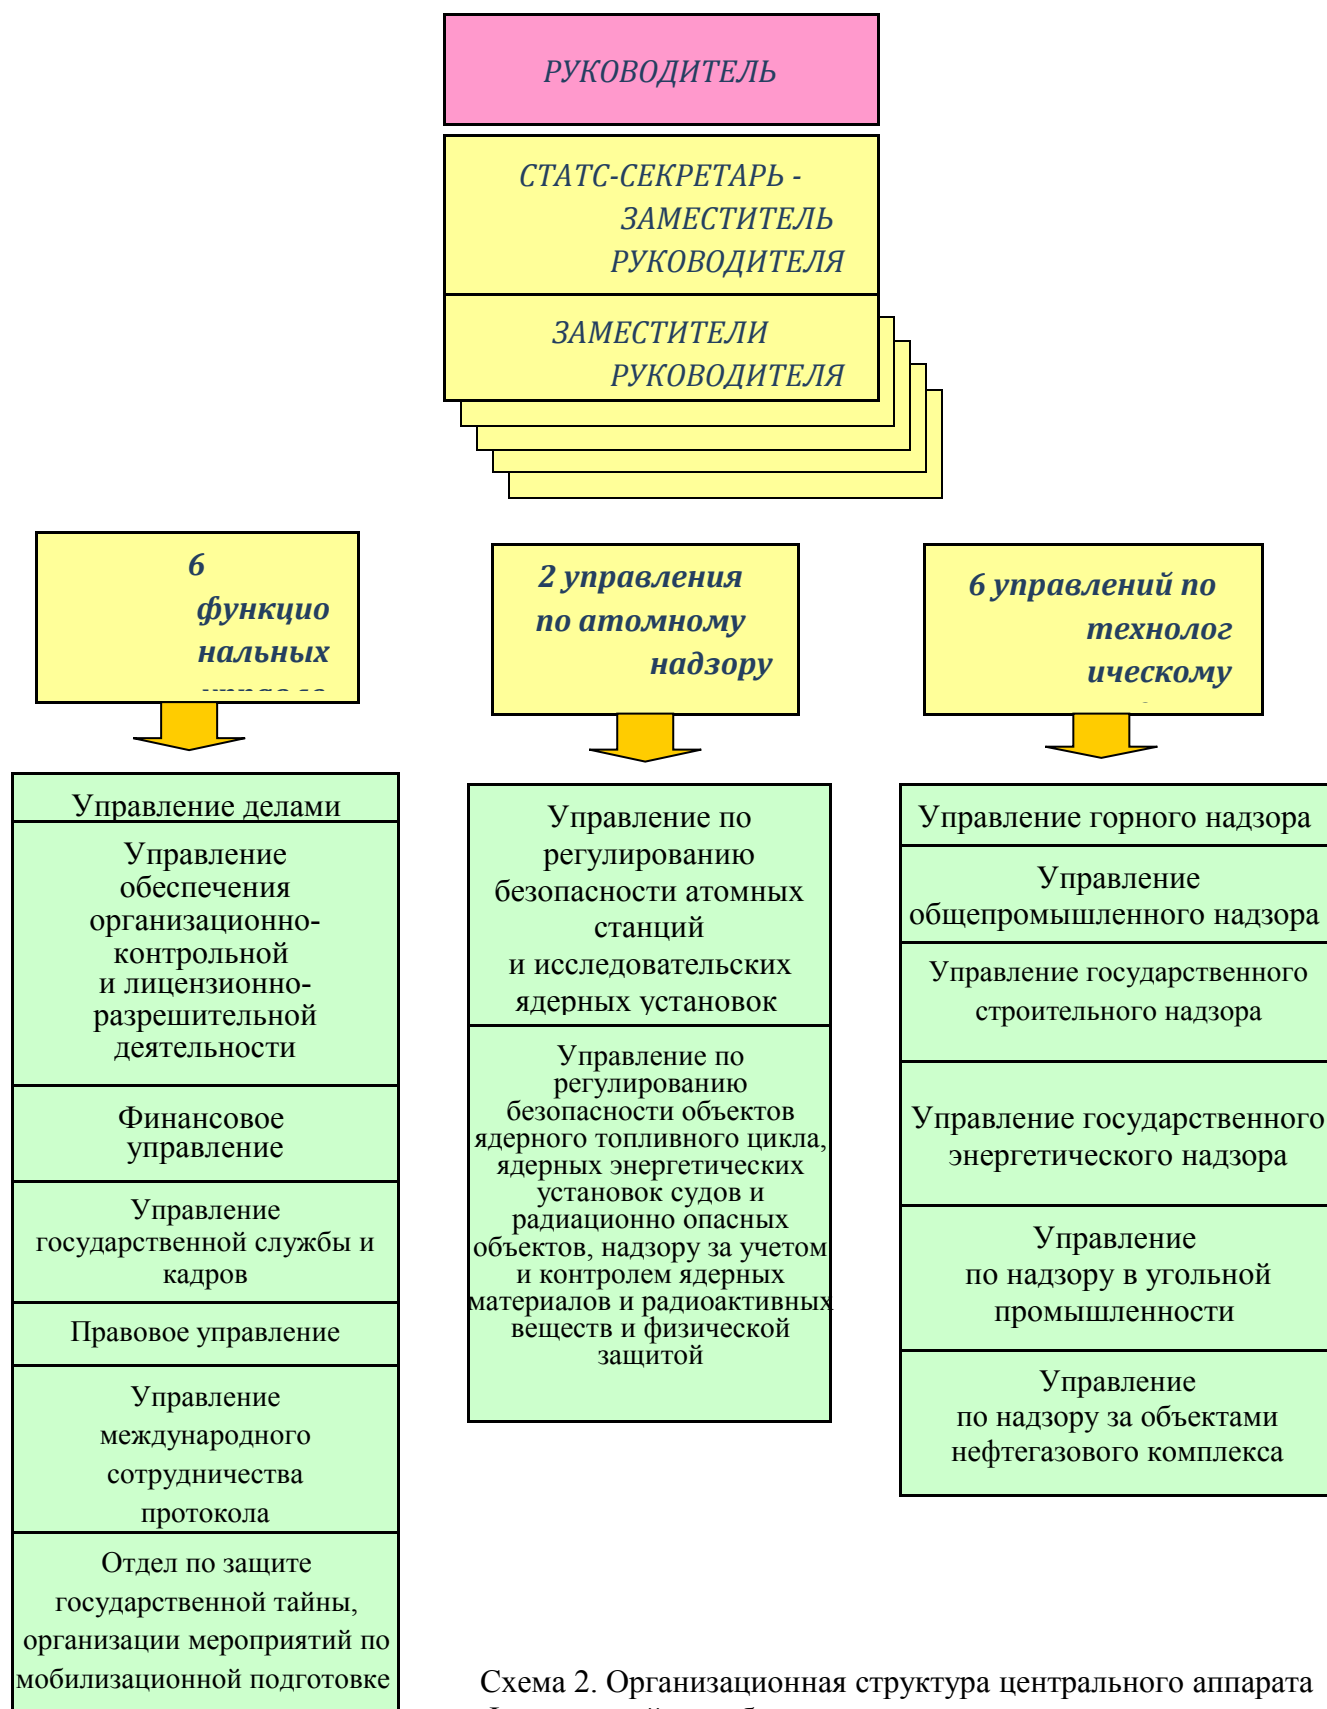 РУКОВОДИТЕЛЬ
СТАТС-СЕКРЕТАРЬ -
ЗАМЕСТИТЕЛЬ
РУКОВОДИТЕЛЯ
ЗАМЕСТИТЕЛИ
РУКОВОДИТЕЛЯ
6
функцио
нальных
2 управления
по атомному
надзору
6 управлений по
технолог
ическому
Управление делами
Управление
обеспечения
организационно-
контрольной
и лицензионно-
разрешительной
деятельности
Финансовое
управление
Управление
государственной службы и
кадров
Правовое управление
Управление
международного
сотрудничества
протокола
Отдел по защите
государственной тайны,
организации мероприятий по
мобилизационной подготовке
Управление по
регулированию
безопасности атомных
станций
и исследовательских
ядерных установок
Управление по
регулированию
безопасности объектов
ядерного топливного цикла,
ядерных энергетических
установок судов и
радиационно опасных
объектов, надзору за учетом
и контролем ядерных
материалов и радиоактивных
веществ и физической
защитой
Управление горного надзора
Управление
общепромышленного надзора
Управление государственного
строительного надзора
Управление государственного
энергетического надзора
Управление
по надзору в угольной
промышленности
Управление
по надзору за объектами
нефтегазового комплекса
Схема 2. Организационная структура центрального аппарата